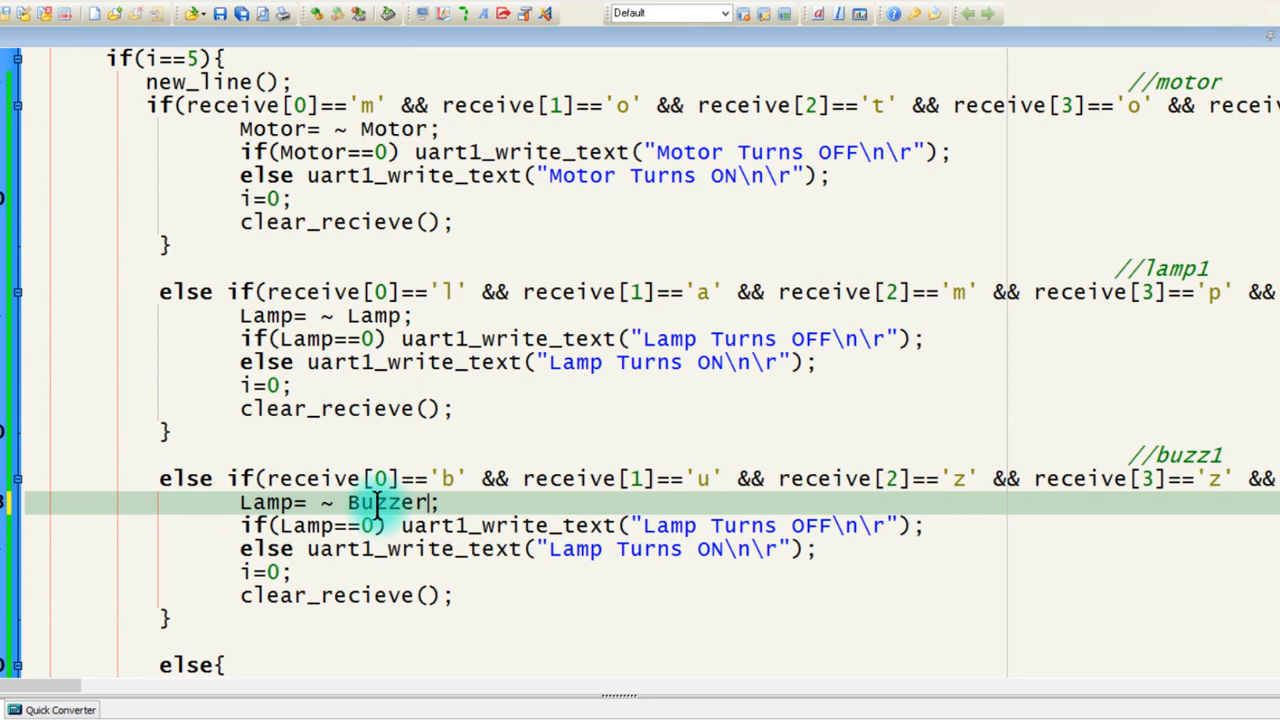 Default
if(i==5){
new_line(); //motor
if(receive[0]=='m' && receive[1]=='o' && receive[2]=='t' && receive[3]=='o' && receive
Motor= ~ Motor;
if(Motor==0) uart1_write_text("Motor Turns OFF\n\r");
else uart1_write_text("Motor Turns ON\n\r");
i=0;
clear_recieve();
}
//lamp1
else if(receive[0]=='l' && receive[1]=='a' && receive[2]=='m' && receive[3]=='p' &&
Lamp= ~ Lamp;
if(Lamp==0) uart1_write_text("Lamp Turns OFF\n\r");
else uart1_write_text("Lamp Turns ON\n\r");
i=0;
clear_recieve();
}
//buzz1
else if(receive[0]=='b' && receive[1]=='u' && receive[2]=='z' && receive[3]=='z' &&
Lamp= ~ Buzzer;
if(Lamp==0) uart1_write_text("Lamp Turns OFF\n\r");
else uart1_write_text("Lamp Turns ON\n\r");
i=0;
clear_recieve();
}
else{
Quick Converter